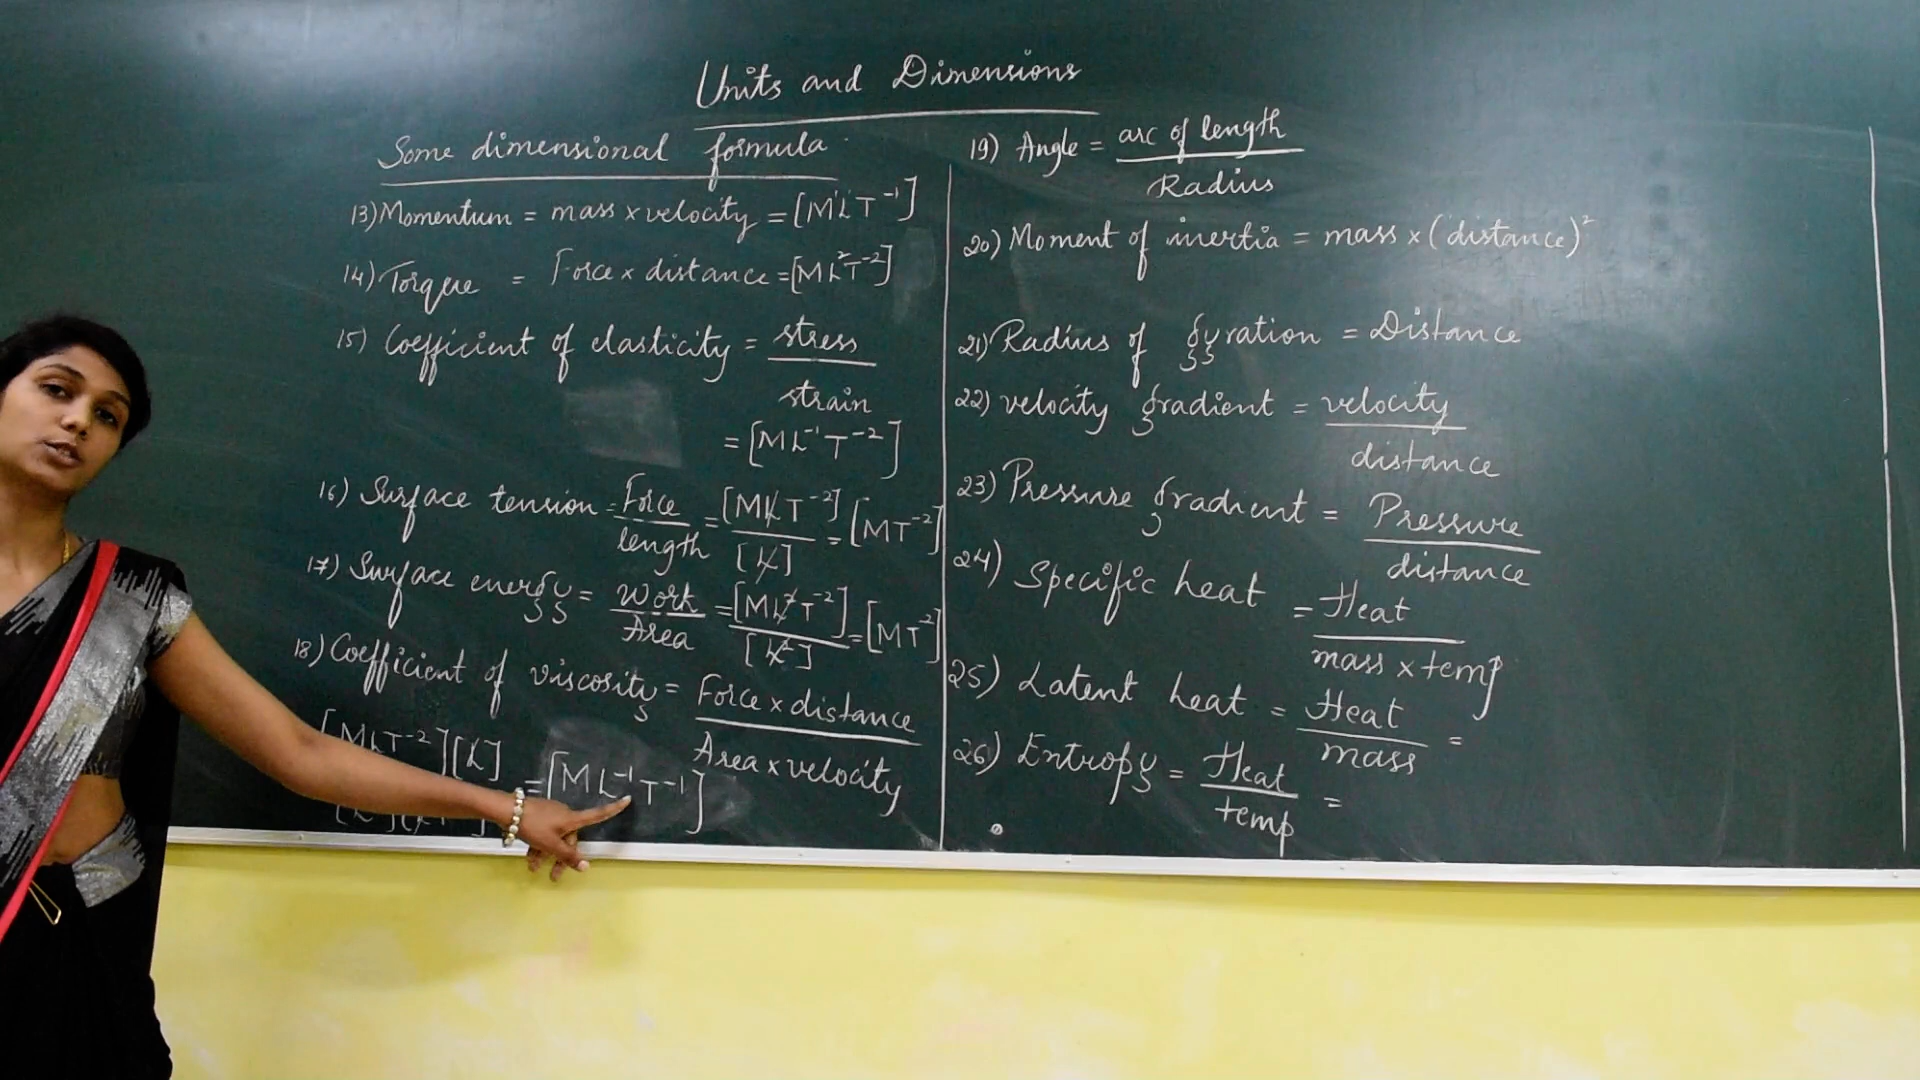 Units and Dimensions
Some dimensional formula
13) Momentum = mass x velocity = [M¹L¹T⁻¹]
14) Torque = Force x distance = [ML²T⁻²]
15) Coefficient of elasticity = stress
strain
= [ML⁻¹T⁻²]
16) Surface tension = Force = [MLT⁻²] = [MT⁻²]
length [L]
17) Surface energy = Work = [ML²T⁻²] = [MT⁻²]
Area [L²]
18) Coefficient of viscosity = Force x distance
Area x velocity
[MLT⁻²][L] = [ML⁻¹T⁻¹]
19) Angle = arc of length
Radius
20) Moment of inertia = mass x (distance)²
21) Radius of gyration = Distance
22) velocity gradient = velocity
distance
23) Pressure gradient = Pressure
distance
24) Specific heat = Heat
mass x temp
25) Latent heat = Heat =
mass
26) Entropy = Heat =
temp